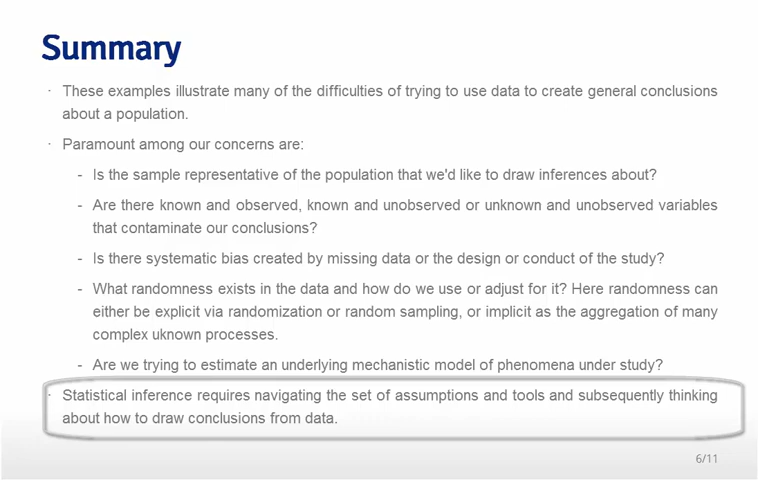 Summary
· These examples illustrate many of the difficulties of trying to use data to create general conclusions
about a population.
· Paramount among our concerns are:
- Is the sample representative of the population that we'd like to draw inferences about?
- Are there known and observed, known and unobserved or unknown and unobserved variables
that contaminate our conclusions?
- Is there systematic bias created by missing data or the design or conduct of the study?
- What randomness exists in the data and how do we use or adjust for it? Here randomness can
either be explicit via randomization or random sampling, or implicit as the aggregation of many
complex uknown processes.
- Are we trying to estimate an underlying mechanistic model of phenomena under study?
· Statistical inference requires navigating the set of assumptions and tools and subsequently thinking
about how to draw conclusions from data.
6/11